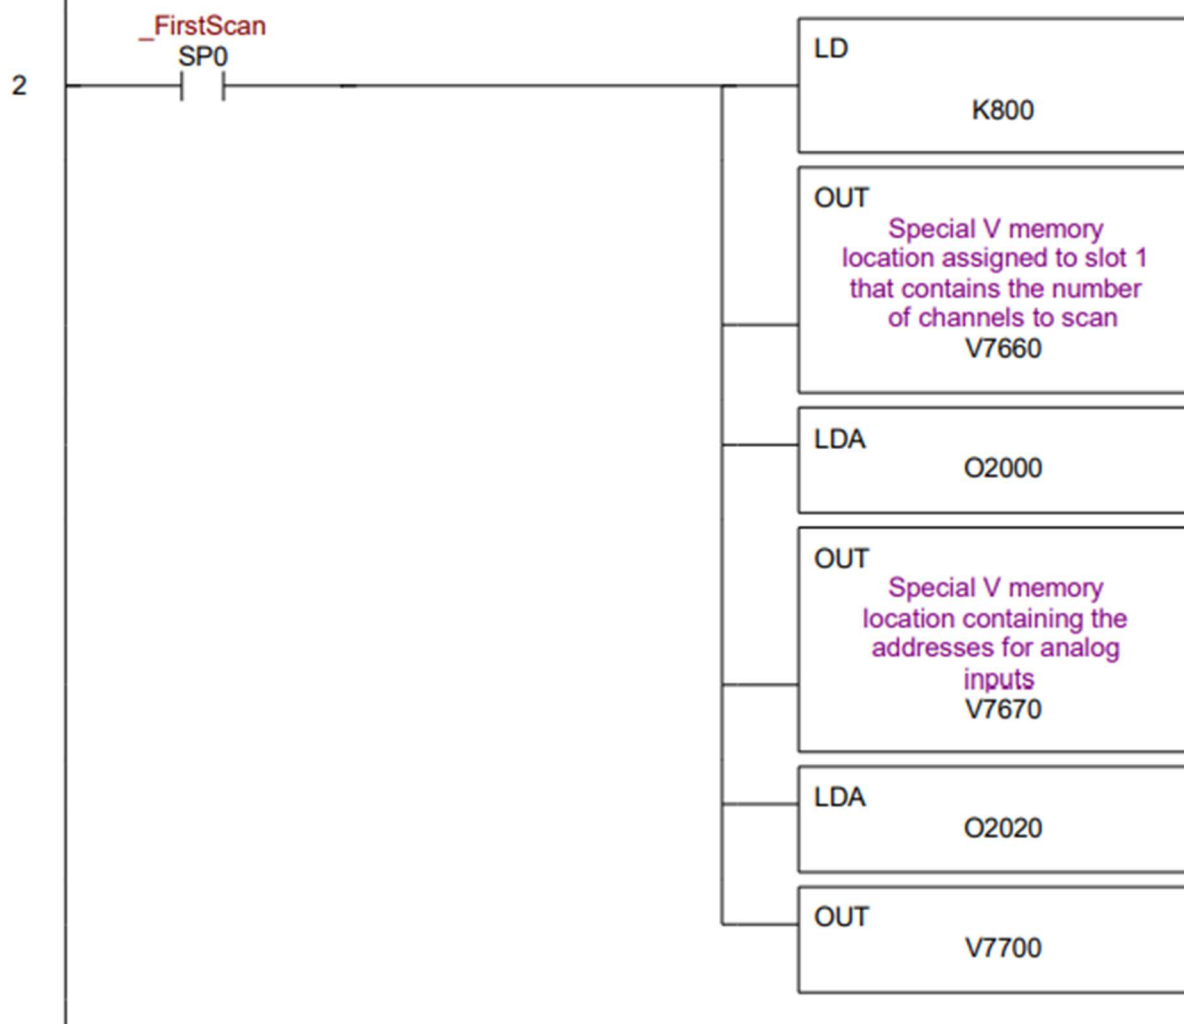 _FirstScan
SP0
2
LD
K800
OUT
Special V memory
location assigned to slot 1
that contains the number
of channels to scan
V7660
LDA
O2000
OUT
Special V memory
location containing the
addresses for analog
inputs
V7670
LDA
O2020
OUT
V7700